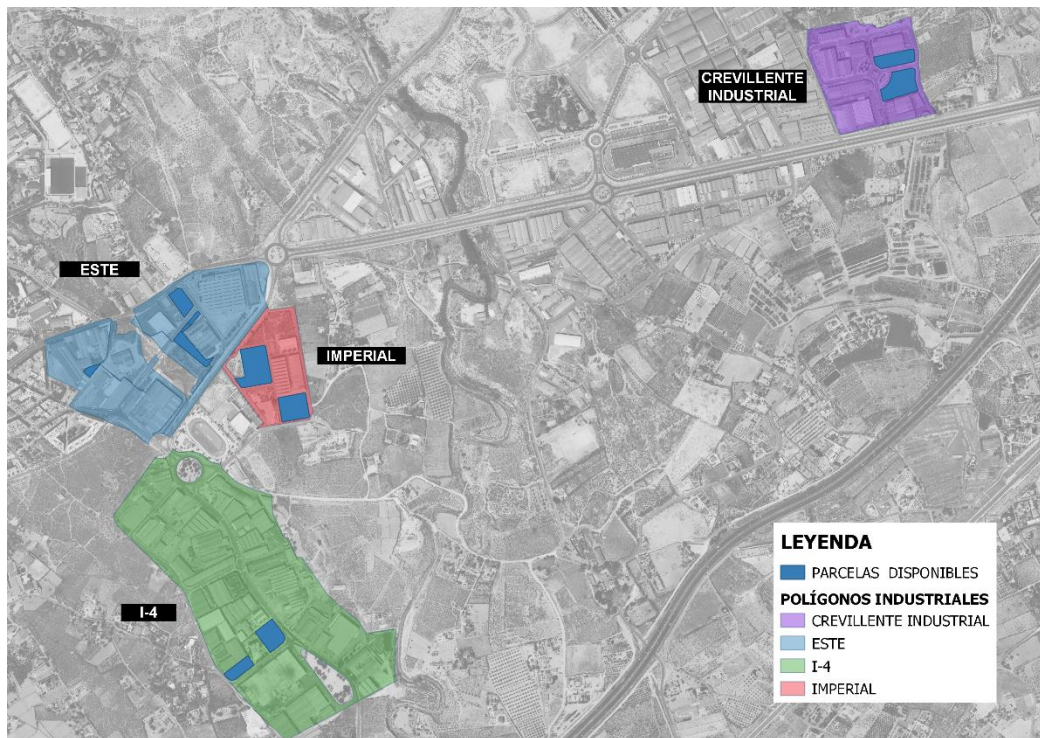 CREVILLENTE
INDUSTRIAL
ESTE
IMPERIAL
I-4
LEYENDA
PARCELAS DISPONIBLES
POLÍGONOS INDUSTRIALES
CREVILLENTE INDUSTRIAL
ESTE
I-4
IMPERIAL